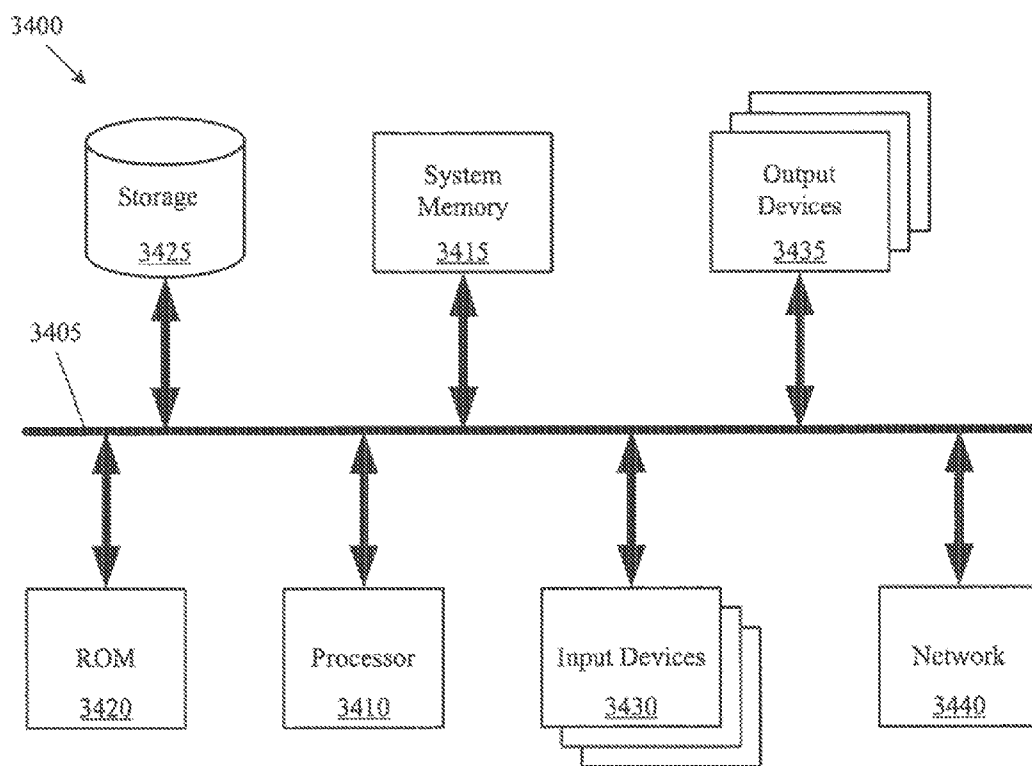 3400
Storage
3425
System
Memory
3415
Output
Devices
3435
3405
ROM
3420
Processor
3410
Input Devices
3430
Network
3440